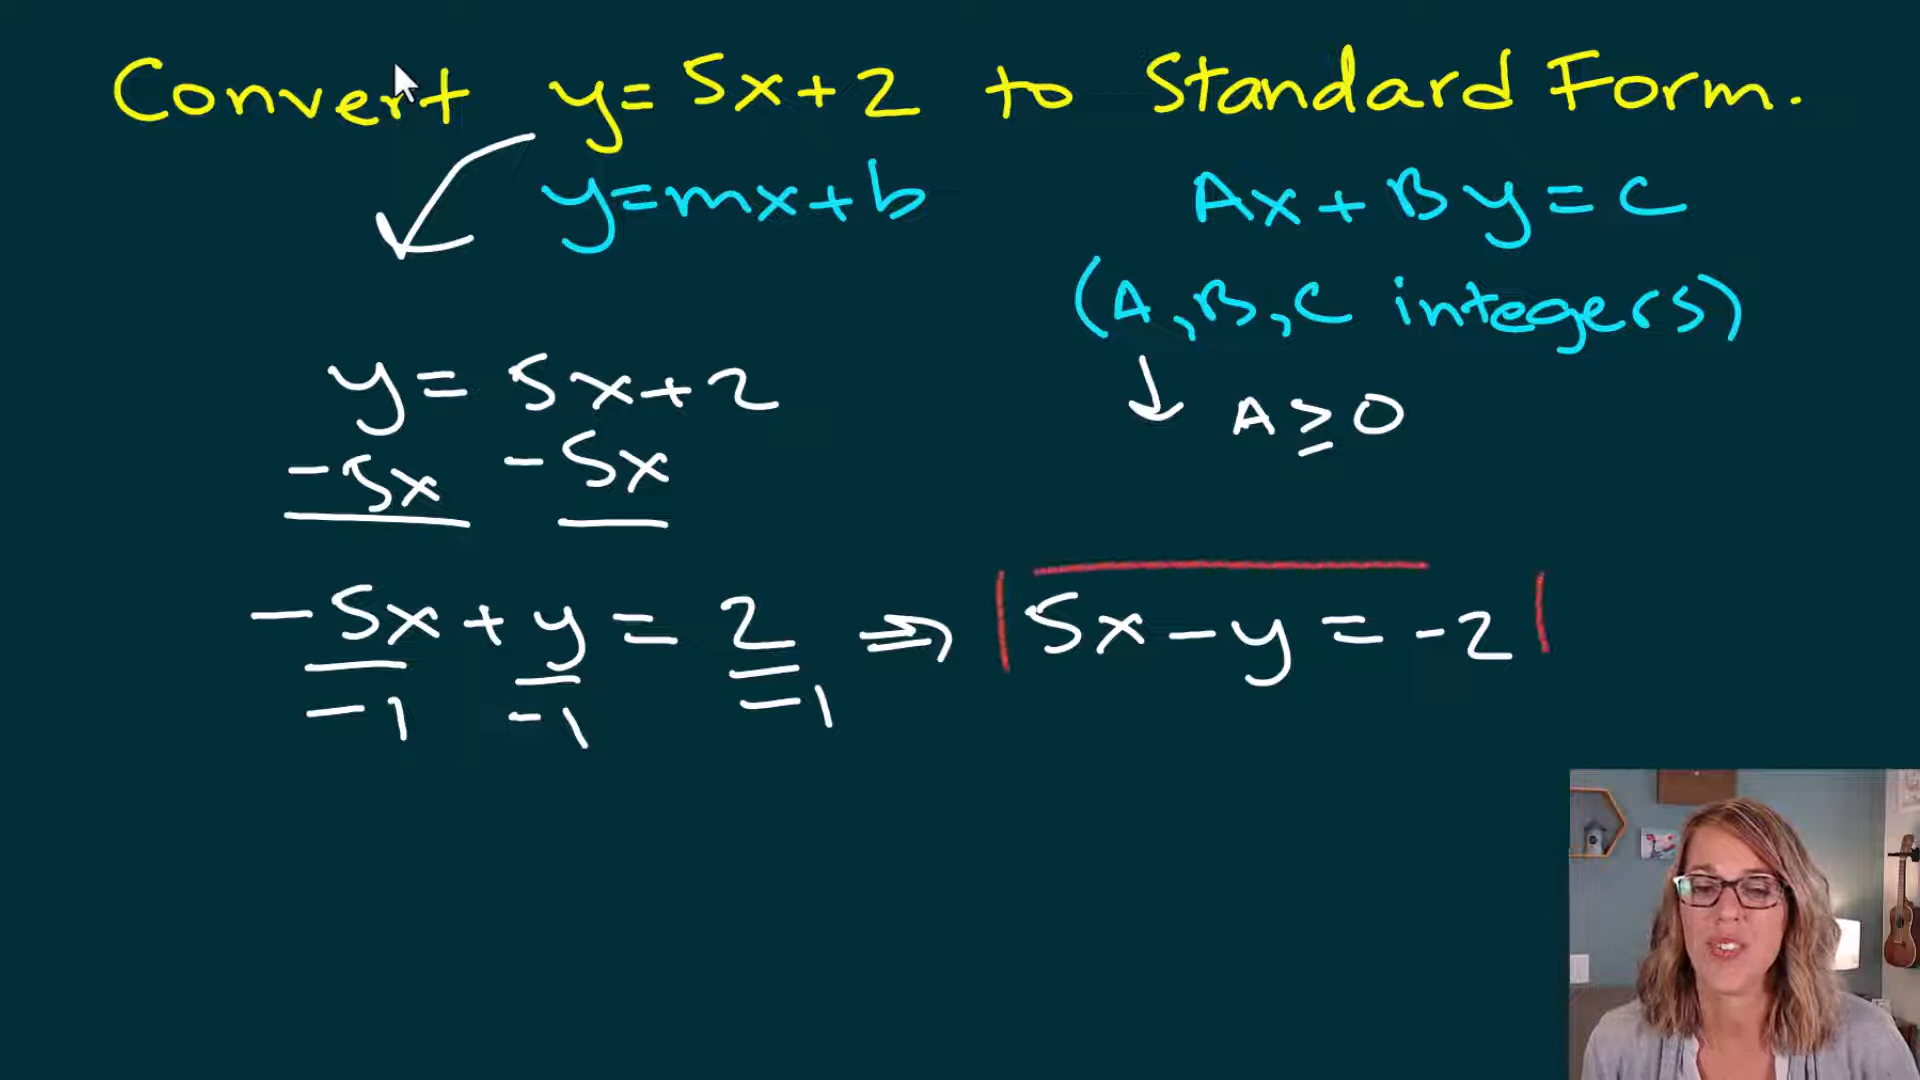 Convert y=5x+2 to Standard Form.
y=mx+b
Ax+By=C
(A,B,C integers)
A≥0
y=5x+2
-5x -5x
-5x+y=2 ⇒ 5x-y=-2
-1 -1 -1